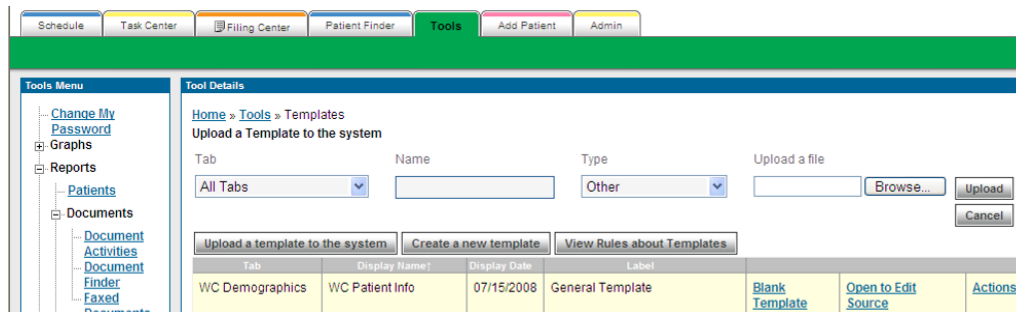 Schedule Task Center Filing Center Patient Finder Tools Add Patient Admin
Tools Menu
Change My
Password
Graphs
Reports
Patients
Documents
Document
Activities
Document
Finder
Faxed
Documents
Tool Details
Home » Tools » Templates
Upload a Template to the system
Tab Name Type Upload a file
All Tabs Other Browse... Upload
Cancel
Upload a template to the system Create a new template View Rules about Templates
Tab Display Name↑ Display Date Label
WC Demographics WC Patient Info 07/15/2008 General Template Blank Open to Edit Actions
Template Source